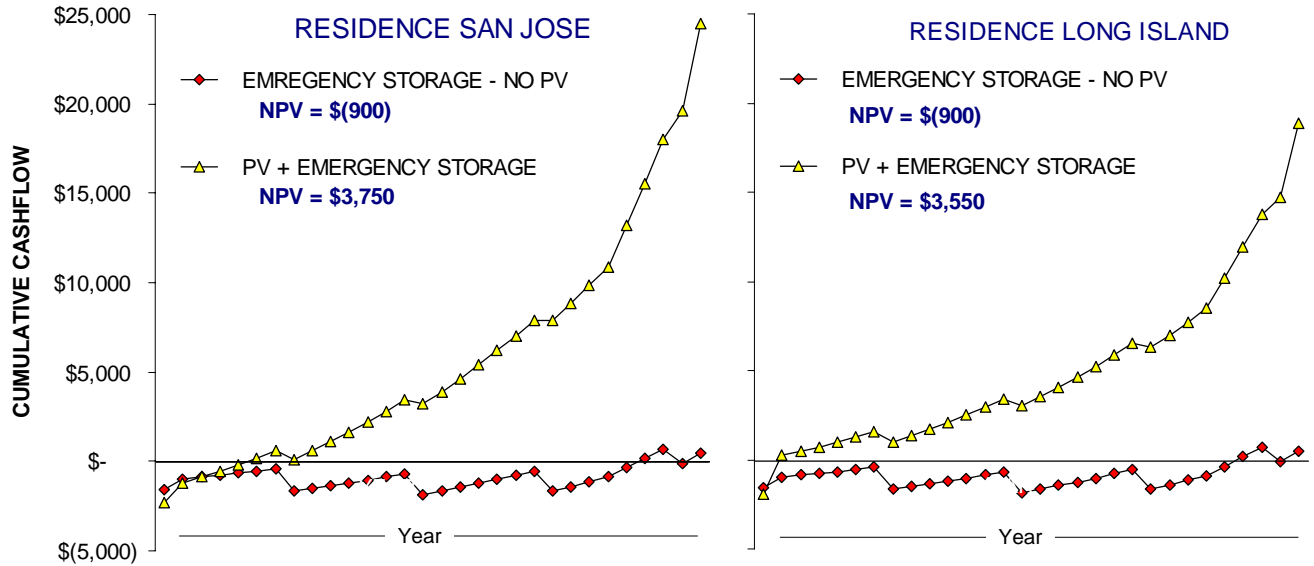 RESIDENCE SAN JOSE
EMREGENCY STORAGE - NO PV
NPV = $(900)
PV + EMERGENCY STORAGE
NPV = $3,750
CUMULATIVE CASHFLOW
$25,000
$20,000
$15,000
$10,000
$5,000
$-
$(5,000)
Year
RESIDENCE LONG ISLAND
EMERGENCY STORAGE - NO PV
NPV = $(900)
PV + EMERGENCY STORAGE
NPV = $3,550
Year